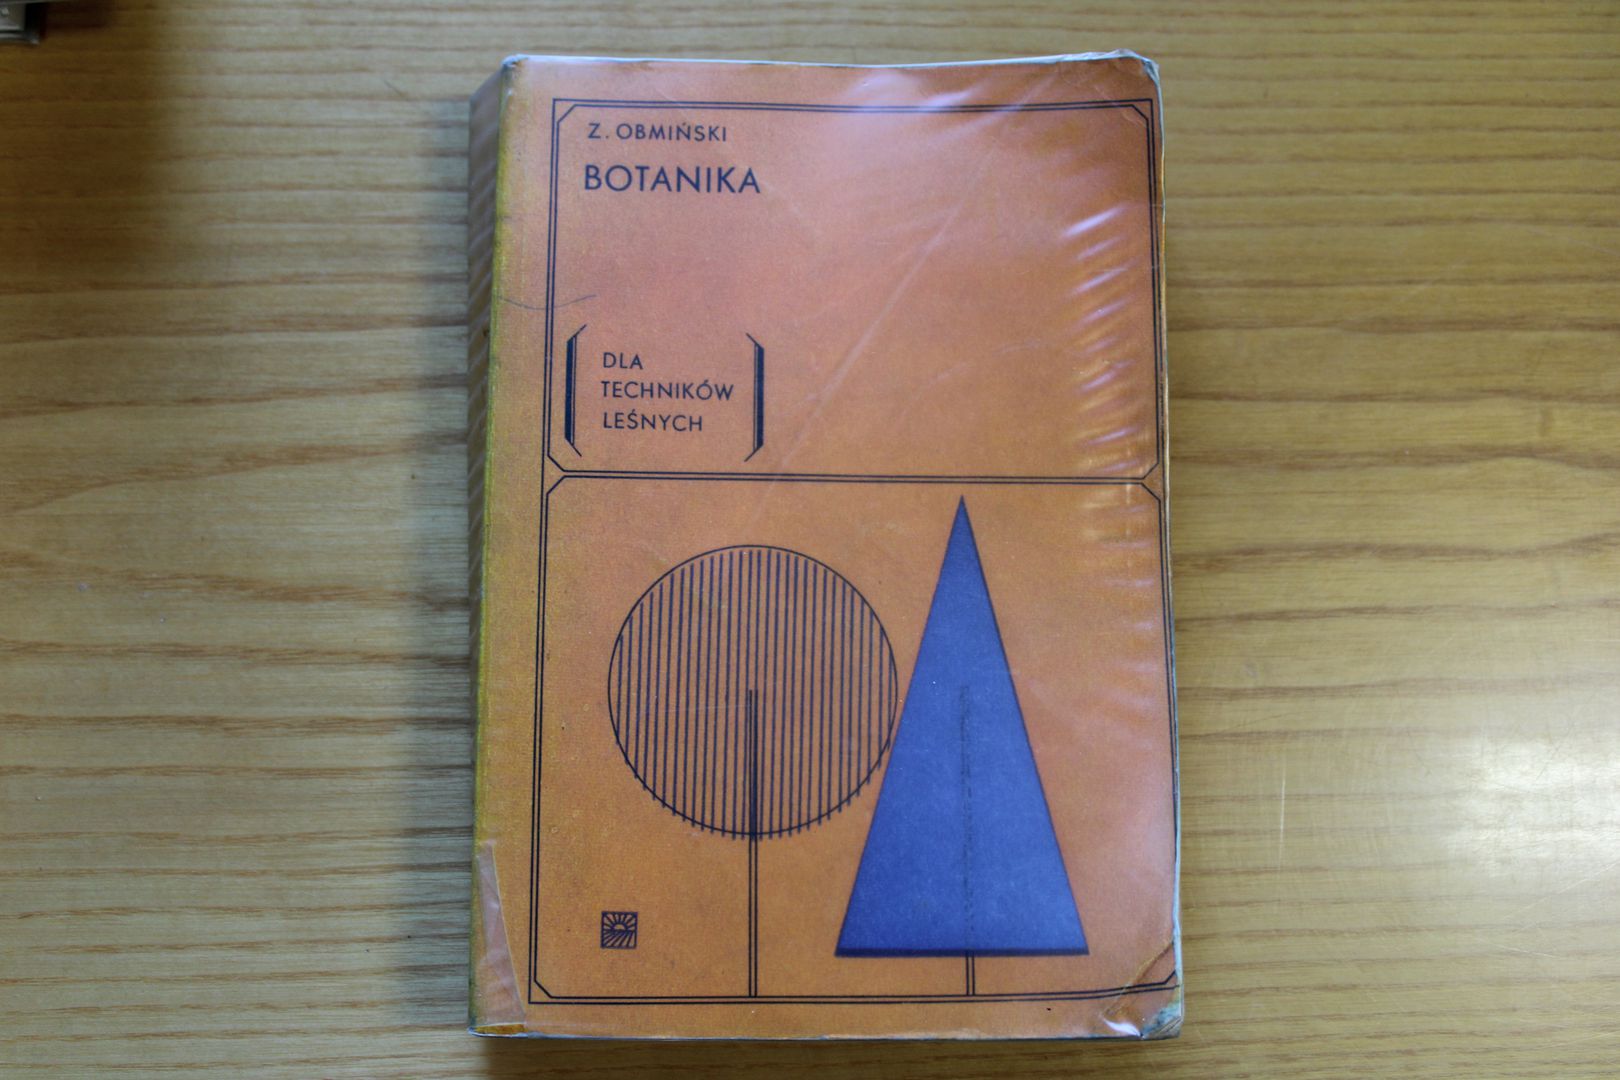 Z. OBMIŃSKI
BOTANIKA
DLA
TECHNIKÓW
LEŚNYCH